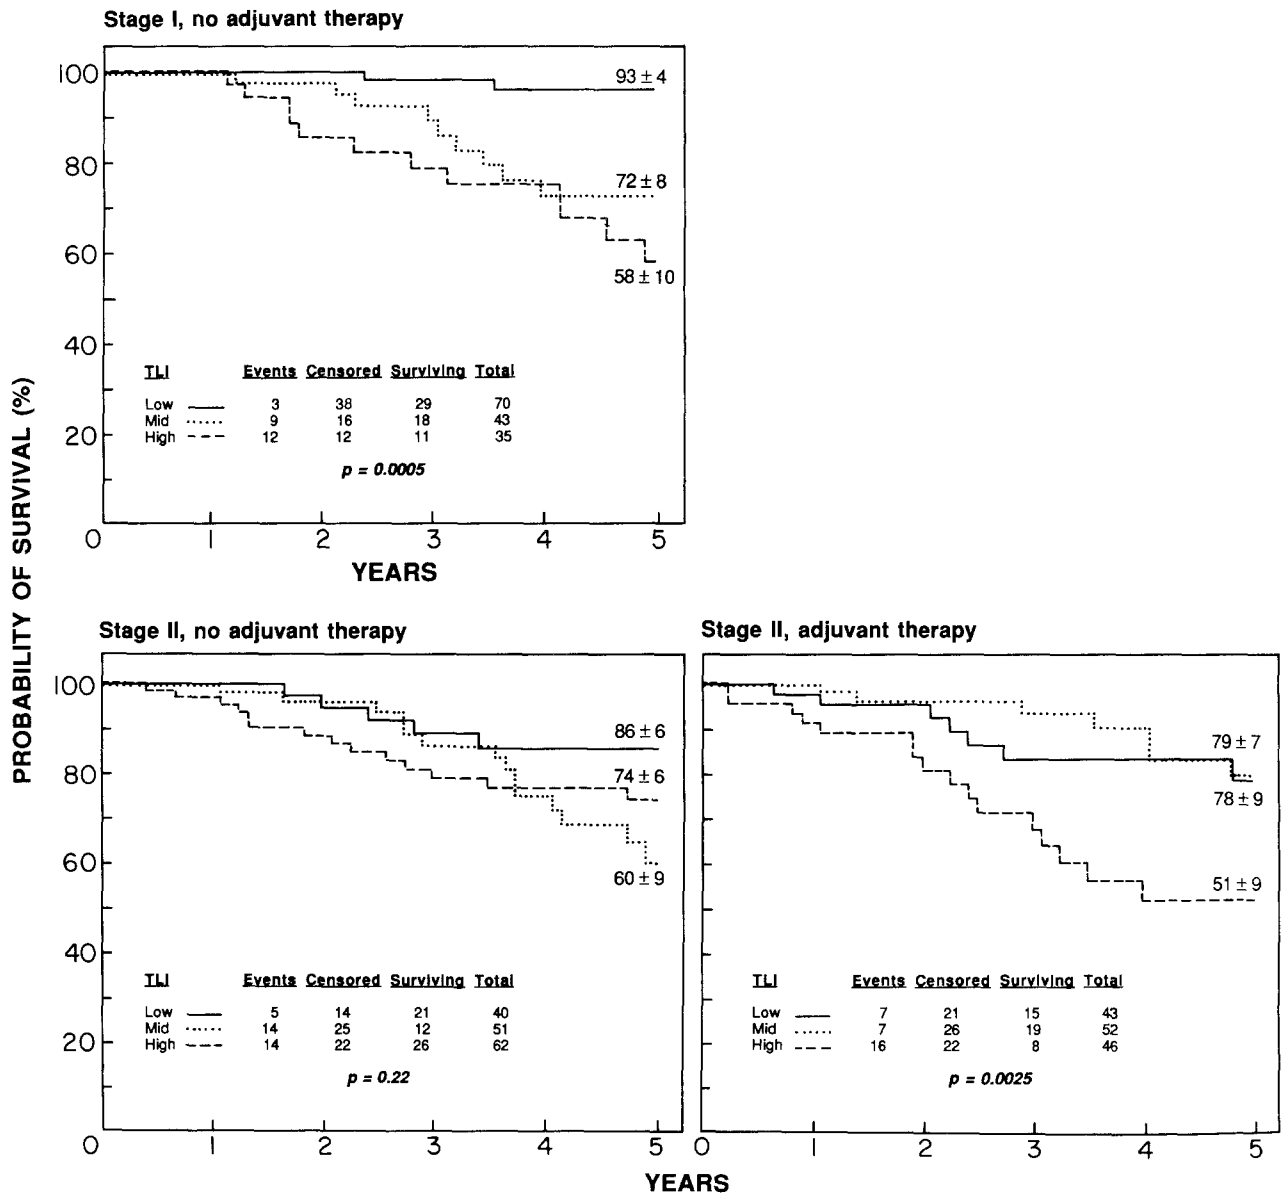 Stage I, no adjuvant therapy
100
80
60
40
20
0 1 2 3 4 5
93 ± 4
72 ± 8
58 ± 10
TLI Events Censored Surviving Total
Low 3 38 29 70
Mid 9 16 18 43
High 12 12 11 35
p = 0.0005
YEARS
PROBABILITY OF SURVIVAL (%)
Stage II, no adjuvant therapy
100
80
60
40
20
0 1 2 3 4 5
86 ± 6
74 ± 6
60 ± 9
TLI Events Censored Surviving Total
Low 5 14 21 40
Mid 14 25 12 51
High 14 22 26 62
p = 0.22
Stage II, adjuvant therapy
79 ± 7
78 ± 9
51 ± 9
TLI Events Censored Surviving Total
Low 7 21 15 43
Mid 7 26 19 52
High 16 22 8 46
p = 0.0025
0 1 2 3 4 5
YEARS